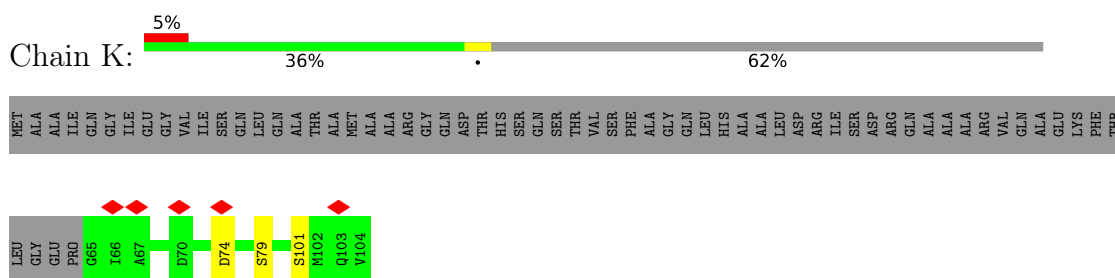 5%
Chain K:
36% • 62%
MET ALA ALA ILE GLN GLY ILE GLU GLY VAL ILE SER GLN LEU GLN ALA THR ALA MET ALA ALA ARG GLY GLN ASP THR HIS SER GLN SER THR VAL SER PHE ALA GLY GLN LEU HIS ALA ALA LEU ASP ARG ILE SER ASP ARG GLN ALA ALA ALA ARG VAL GLN ALA GLU LYS PHE THR
LEU GLY GLU PRO G65 I66 A67 D70 D74 S79 S101 M102 Q103 V104